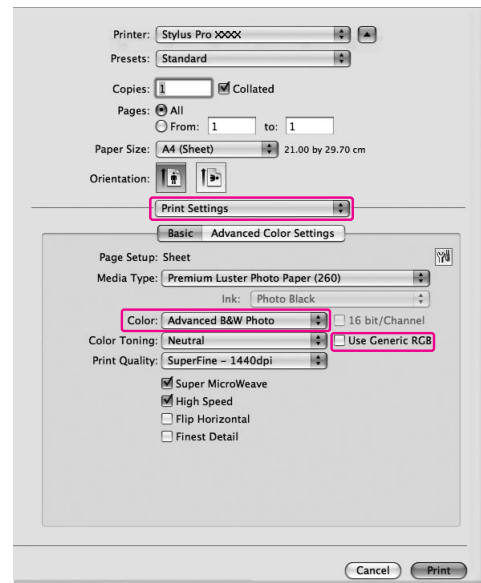 Printer: Stylus Pro XXXX
Presets: Standard
Copies: 1 Collated
Pages: All
From: 1 to: 1
Paper Size: A4 (Sheet) 21.00 by 29.70 cm
Orientation:
Print Settings
Basic Advanced Color Settings
Page Setup: Sheet
Media Type: Premium Luster Photo Paper (260)
Ink: Photo Black
Color: Advanced B&W Photo 16 bit/Channel
Color Toning: Neutral Use Generic RGB
Print Quality: SuperFine – 1440dpi
Super MicroWeave
High Speed
Flip Horizontal
Finest Detail
Cancel Print